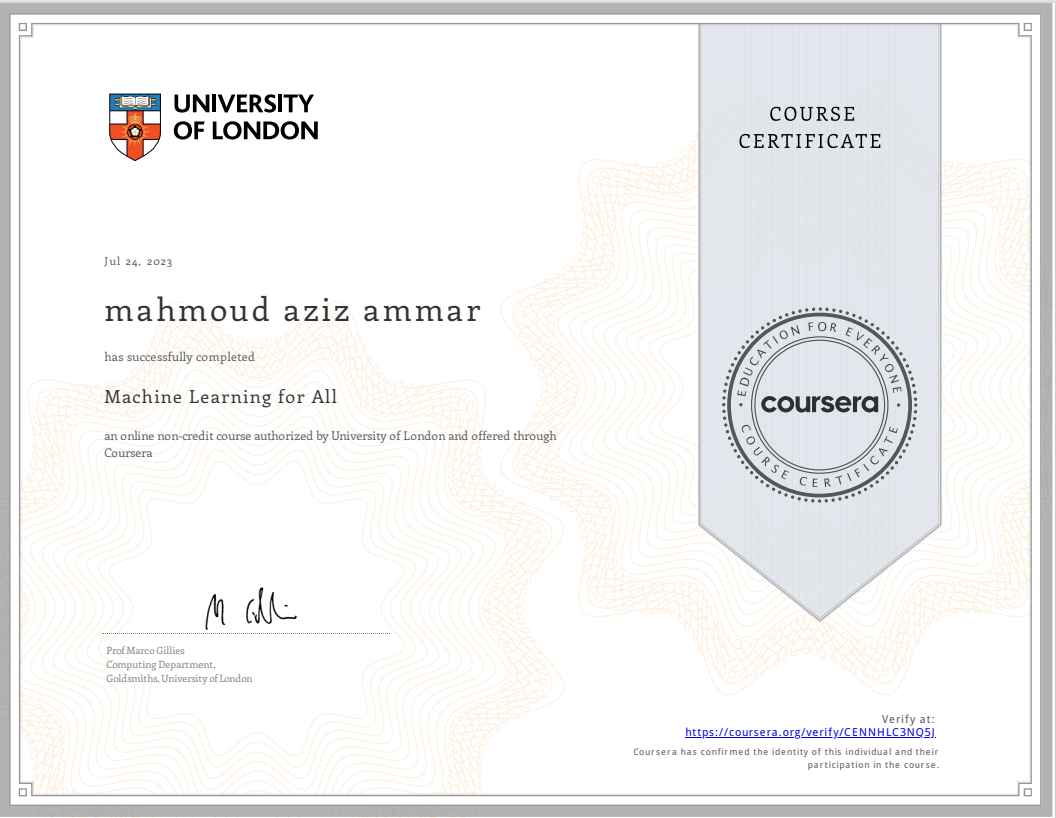 UNIVERSITY
OF LONDON
COURSE
CERTIFICATE
Jul 24, 2023
mahmoud aziz ammar
has successfully completed
Machine Learning for All
an online non-credit course authorized by University of London and offered through
Coursera
EDUCATION FOR EVERYONE
coursera
COURSE CERTIFICATE
M Gillies
Prof Marco Gillies
Computing Department,
Goldsmiths, University of London
Verify at:
https://coursera.org/verify/CENNHLC3NQ5J
Coursera has confirmed the identity of this individual and their
participation in the course.